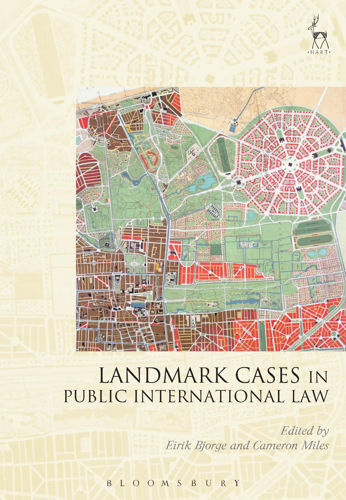 ·HART·
LANDMARK CASES IN
PUBLIC INTERNATIONAL LAW
Edited by
Eirik Bjorge and Cameron Miles
BLOOMSBURY